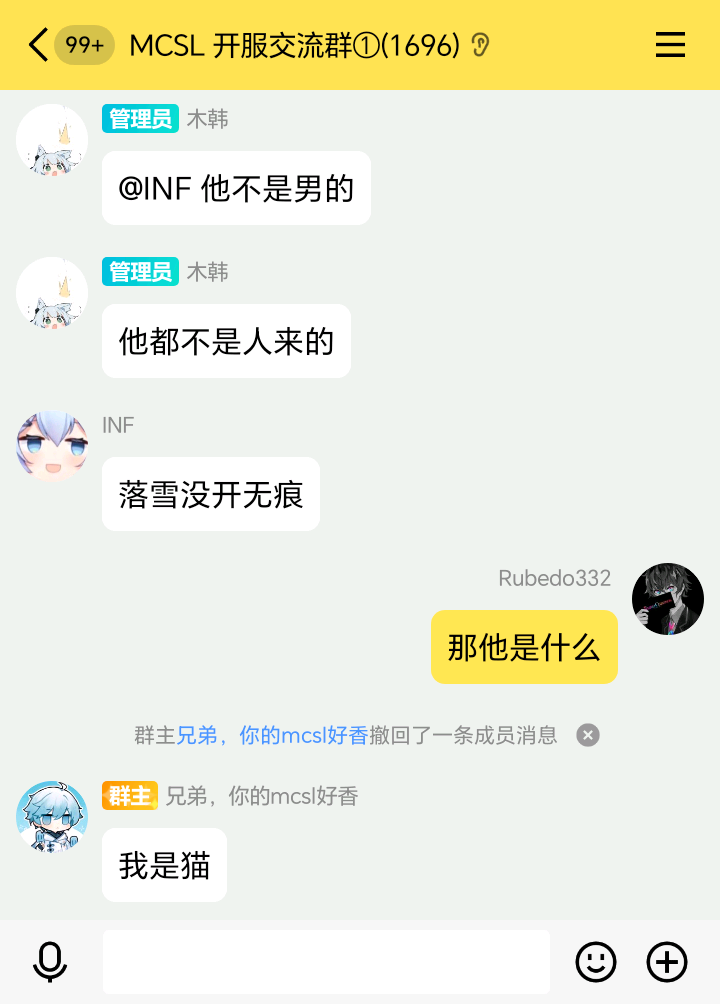 99+ MCSL 开服交流群①(1696)
管理员 木韩
@INF 他不是男的
管理员 木韩
他都不是人来的
INF
落雪没开无痕
Rubedo332
那他是什么
群主兄弟，你的mcsl好香撤回了一条成员消息
群主 兄弟，你的mcsl好香
我是猫